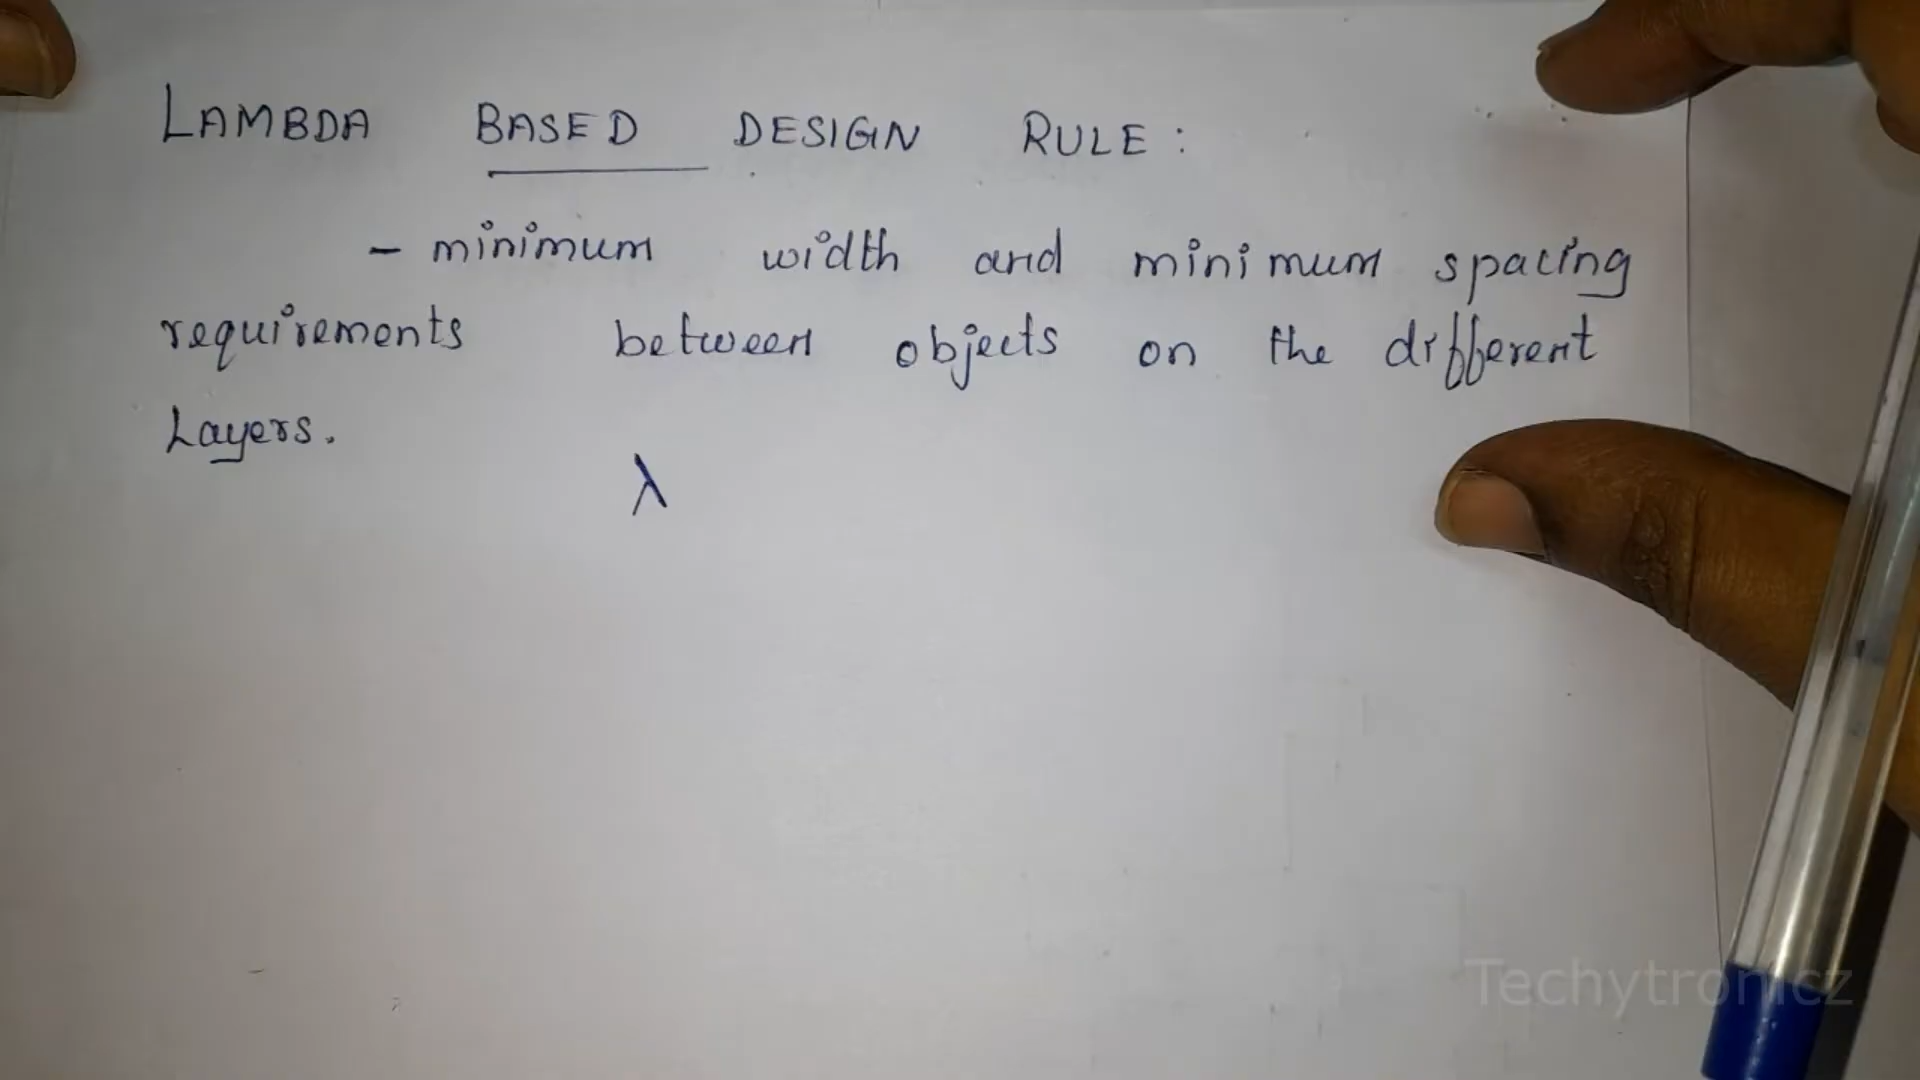 LAMBDA BASED DESIGN RULE :
- minimum width and minimum spacing
requirements between objects on the different
Layers.
λ
Techytronicz